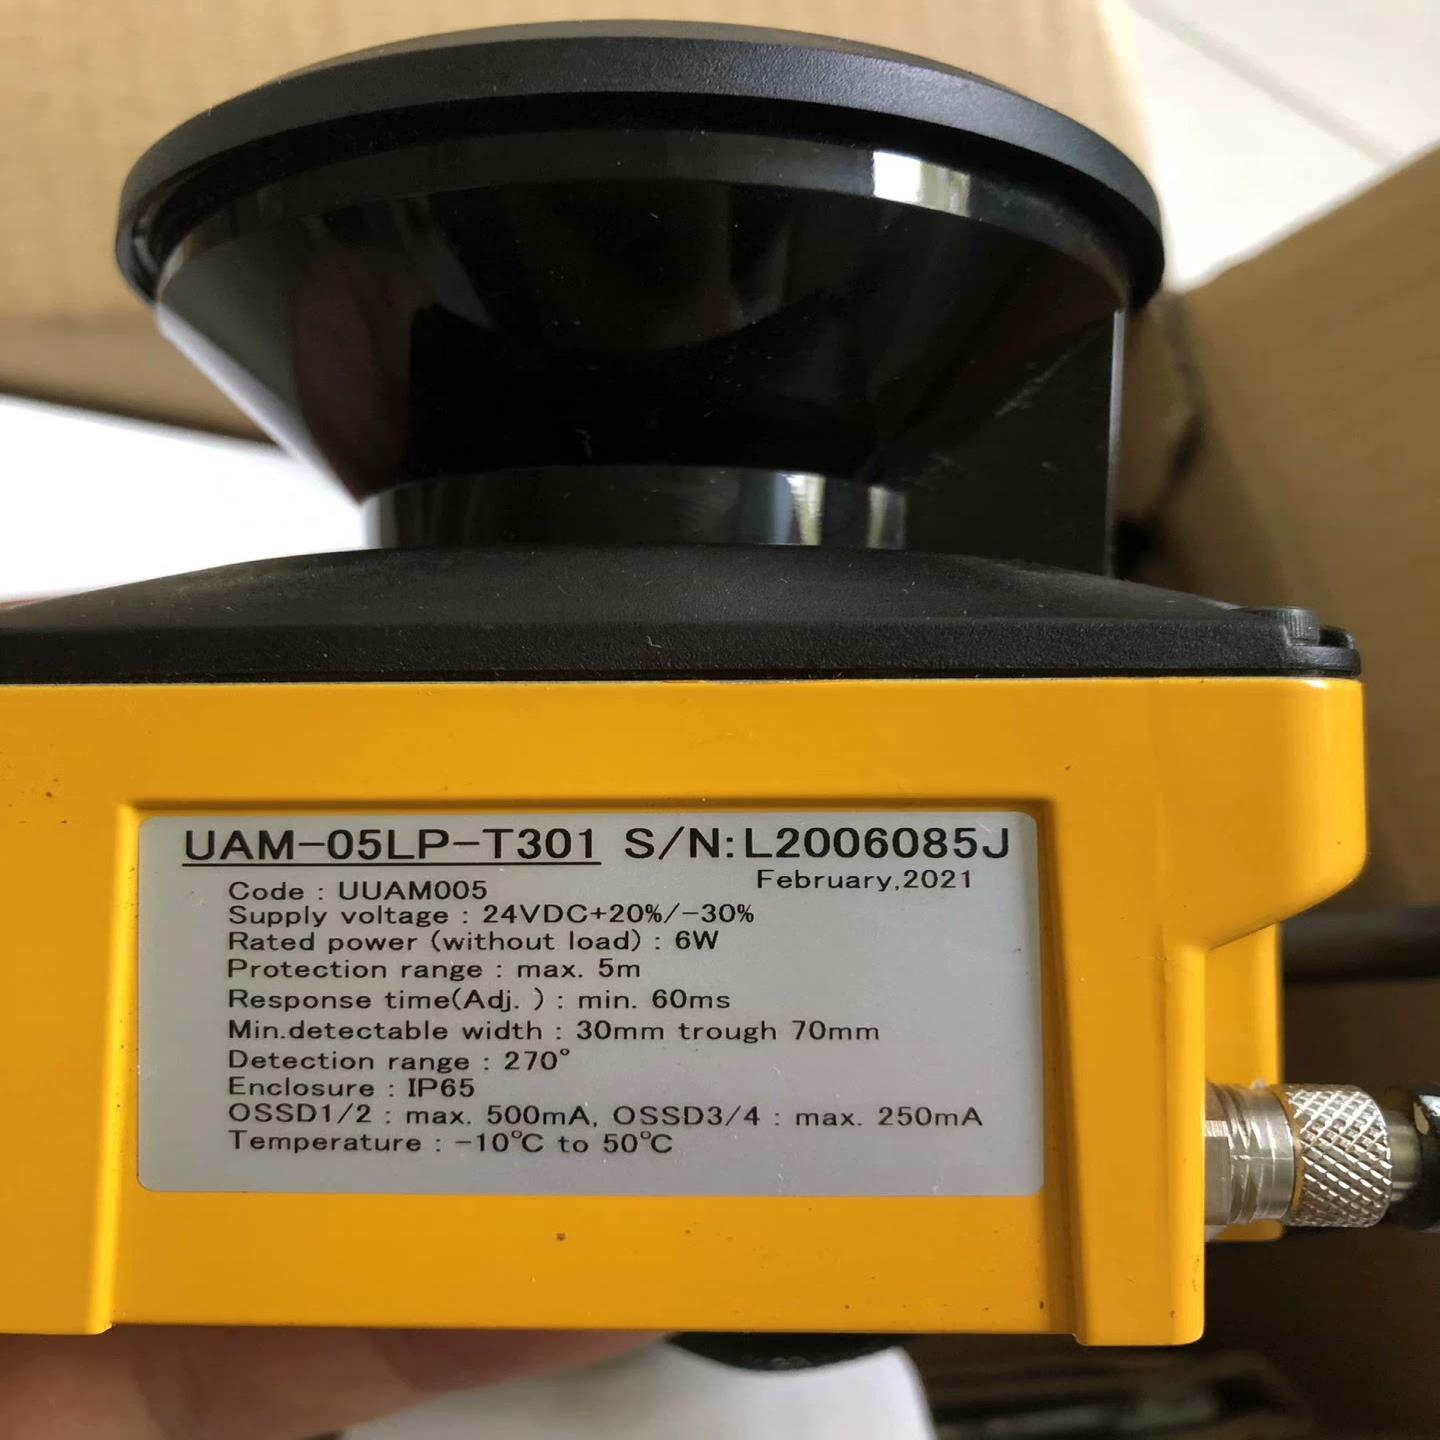 UAM-05LP-T301 S/N:L2006085J
February,2021
Code : UUAM005
Supply voltage : 24VDC+20%/-30%
Rated power (without load) : 6W
Protection range : max. 5m
Response time(Adj. ) : min. 60ms
Min.detectable width : 30mm trough 70mm
Detection range : 270°
Enclosure : IP65
OSSD1/2 : max. 500mA, OSSD3/4 : max. 250mA
Temperature : -10℃ to 50℃